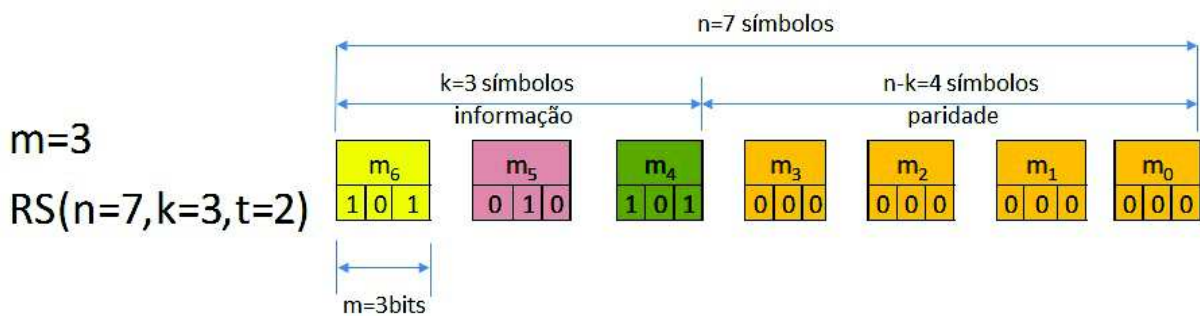 n=7 símbolos
k=3 símbolos
informação
n-k=4 símbolos
paridade
m=3
RS(n=7,k=3,t=2)
m6 m5 m4 m3 m2 m1 m0
1 0 1 0 1 0 1 0 1 0 0 0 0 0 0 0 0 0 0 0 0
m=3bits